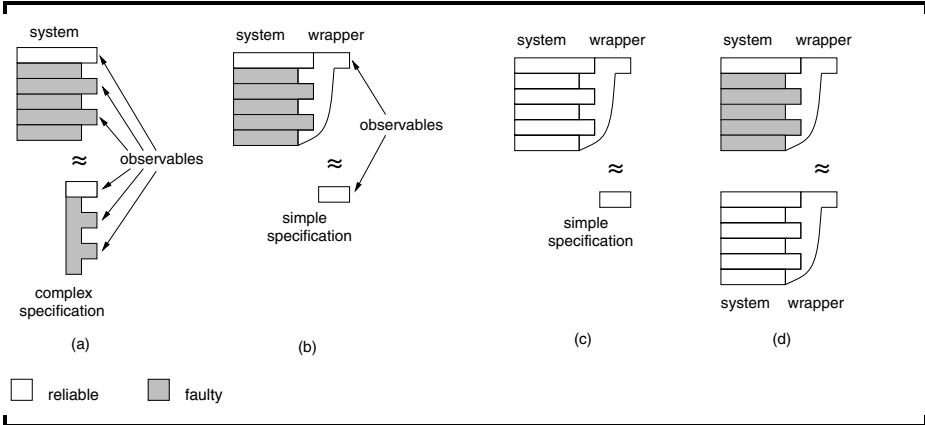 system
system wrapper
system wrapper
system wrapper
observables
observables
≈
≈
≈
≈
simple
specification
simple
specification
complex
specification
system wrapper
(a)
(b)
(c)
(d)
reliable
faulty